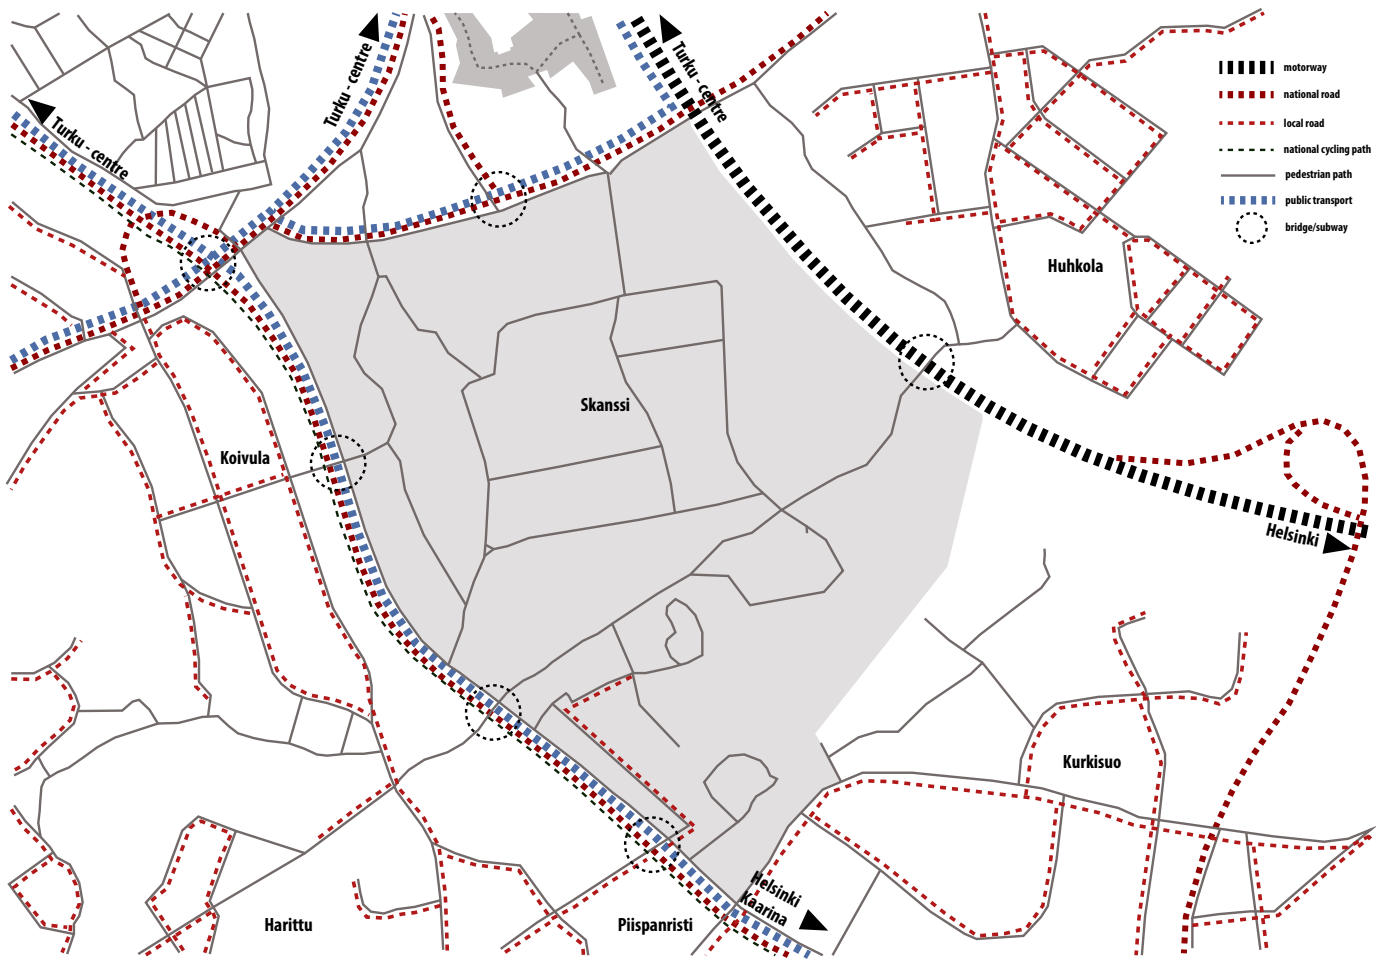 Turku - centre
Turku - centre
Turku - centre
motorway
national road
local road
national cycling path
pedestrian path
public transport
bridge/subway
Huhkola
Skanssi
Koivula
Helsinki
Kurkisuo
Helsinki
Kaarina
Harittu
Piispanristi